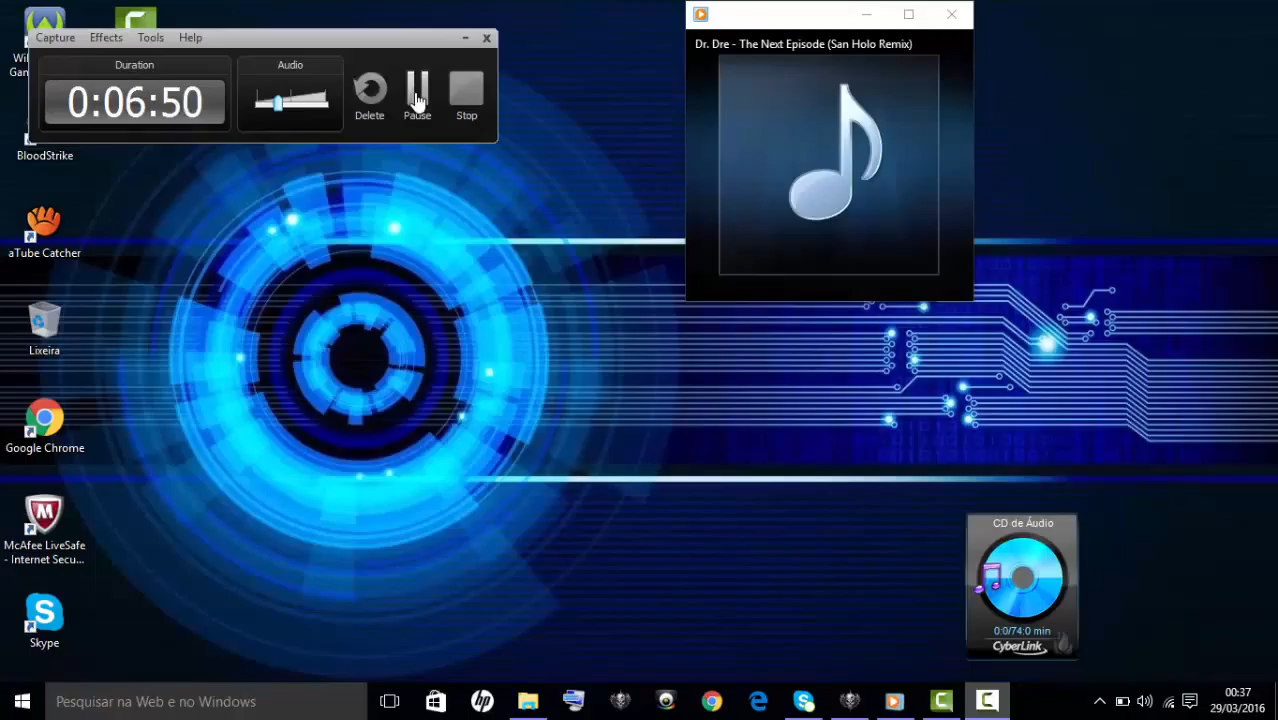 Capture Effects Tools Help
Duration
0:06:50
Audio
Delete
Pause
Stop
Dr. Dre - The Next Episode (San Holo Remix)
BloodStrike
aTube Catcher
Lixeira
Google Chrome
McAfee LiveSafe
- Internet Secu...
Skype
CD de Áudio
0:0/74:0 min
CyberLink
Pesquisar na Web e no Windows
hp
00:37
29/03/2016